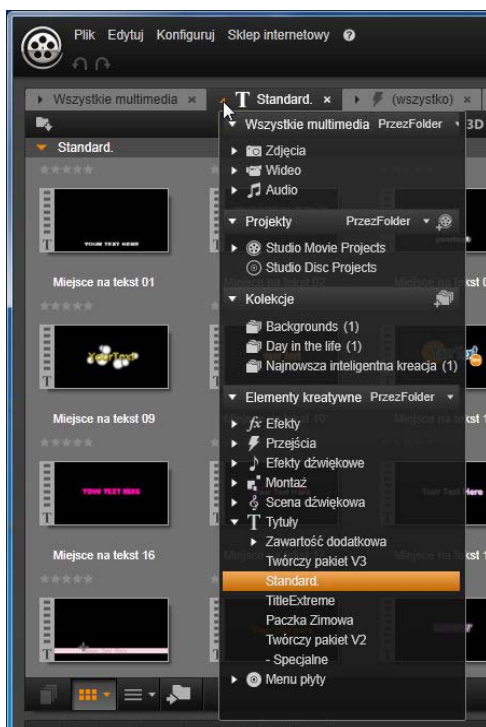 Plik Edytuj Konfiguruj Sklep internetowy ?
Wszystkie multimedia × T Standard. × (wszystko) ×
Wszystkie multimedia PrzezFolder 3D
Standard.
Zdjęcia
Wideo
Audio
YOUR TEXT HERE
Projekty PrzezFolder
Studio Movie Projects
Studio Disc Projects
Miejsce na tekst 01
Kolekcje
Backgrounds (1)
Day in the life (1)
Najnowsza inteligentna kreacja (1)
YourText
Elementy kreatywne PrzezFolder
Miejsce na tekst 09
fx Efekty
Przejścia
Efekty dźwiękowe
Montaż
Scena dźwiękowa
YOUR TEXT HERE
T Tytuły
Zawartość dodatkowa
Miejsce na tekst 16
Twórczy pakiet V3
Standard.
TitleExtreme
Paczka Zimowa
Twórczy pakiet V2
- Specjalne
Menu płyty